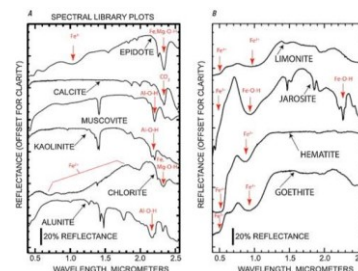 A
SPECTRAL LIBRARY PLOTS
REFLECTANCE (OFFSET FOR CLARITY)
Fe,Mg-O-H
EPIDOTE
CALCITE
CO₃
Al-O-H
MUSCOVITE
Al-O-H
KAOLINITE
Fe
Mg-O-H
CHLORITE
Al-O-H
ALUNITE
20% REFLECTANCE
0.5 1.0 1.5 2.0 2.5
WAVELENGTH, MICROMETERS
B
REFLECTANCE (OFFSET FOR CLARITY)
LIMONITE
JAROSITE
Fe-O-H
HEMATITE
GOETHITE
20% REFLECTANCE
0.5 1.0 1.5 2.0 2.5
WAVELENGTH, MICROMETERS